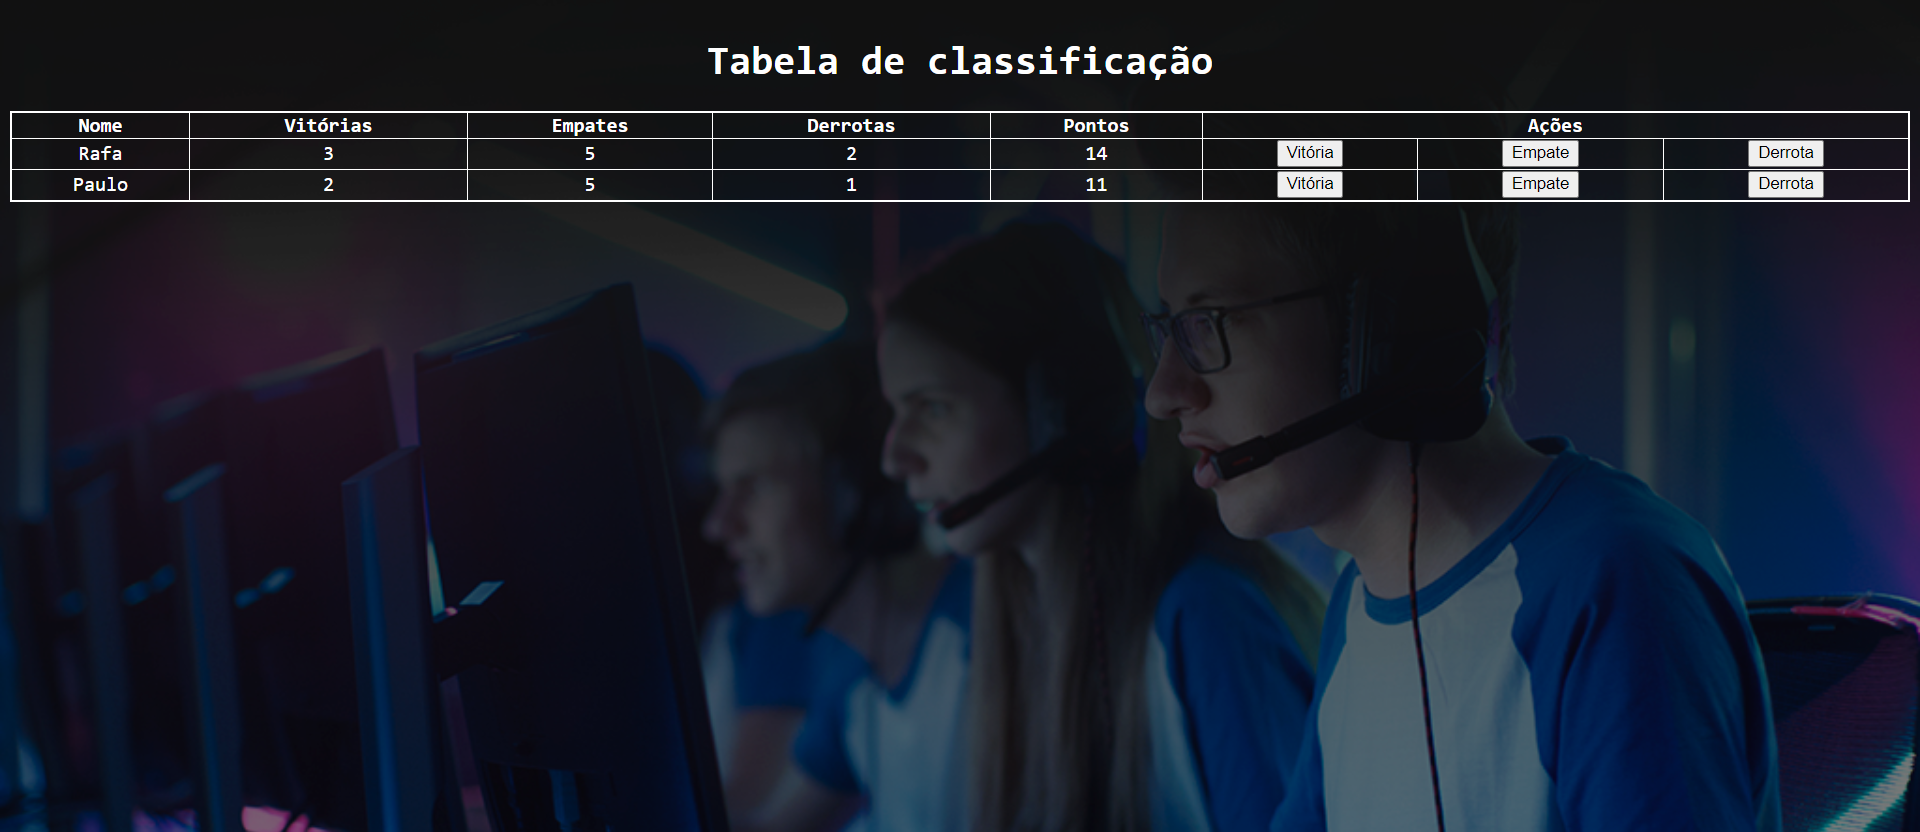 Tabela de classificação
Nome Vitórias Empates Derrotas Pontos Ações
Rafa 3 5 2 14 Vitória Empate Derrota
Paulo 2 5 1 11 Vitória Empate Derrota